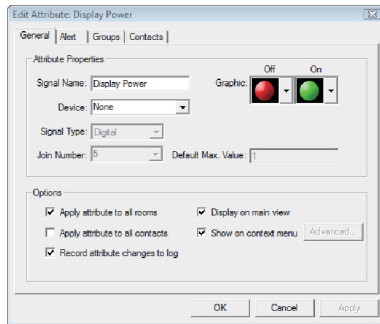 Edit Attribute: Display Power
General Alert Groups Contacts
Attribute Properties
Off On
Signal Name: Display Power Graphic:
Device: None
Signal Type: Digital
Join Number: 5 Default Max. Value: 1
Options
Apply attribute to all rooms Display on main view
Apply attribute to all contacts Show on context menu Advanced...
Record attribute changes to log
OK Cancel Apply